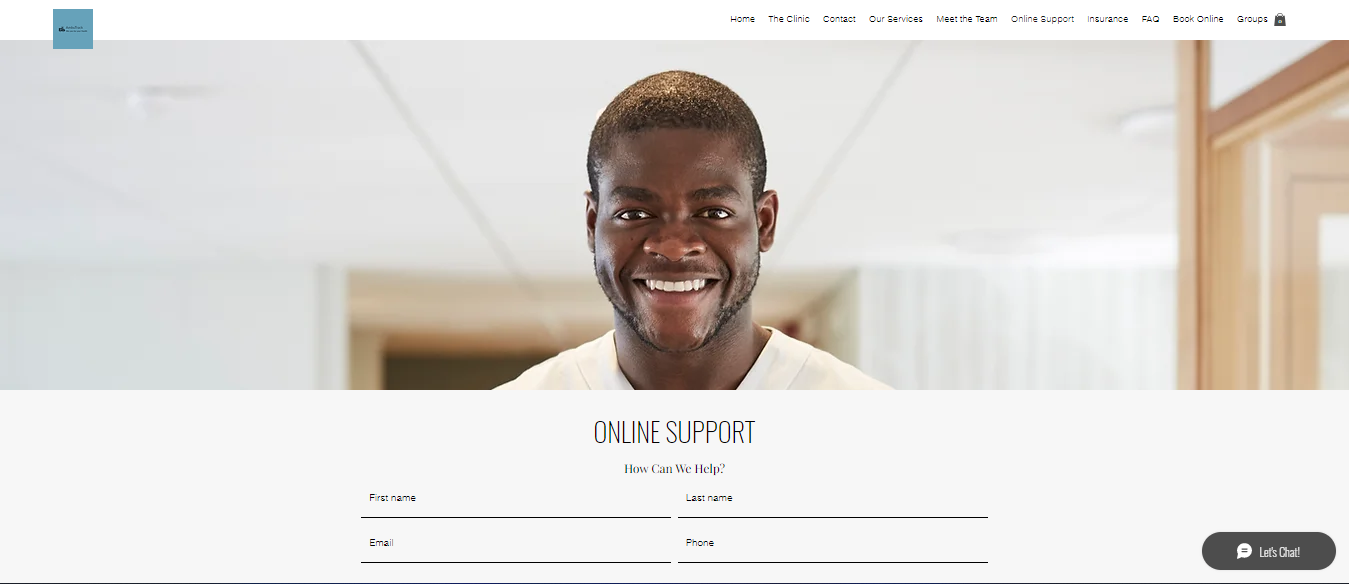 Home The Clinic Contact Our Services Meet the Team Online Support Insurance FAQ Book Online Groups
ONLINE SUPPORT
How Can We Help?
First name Last name
Email Phone
Let's Chat!